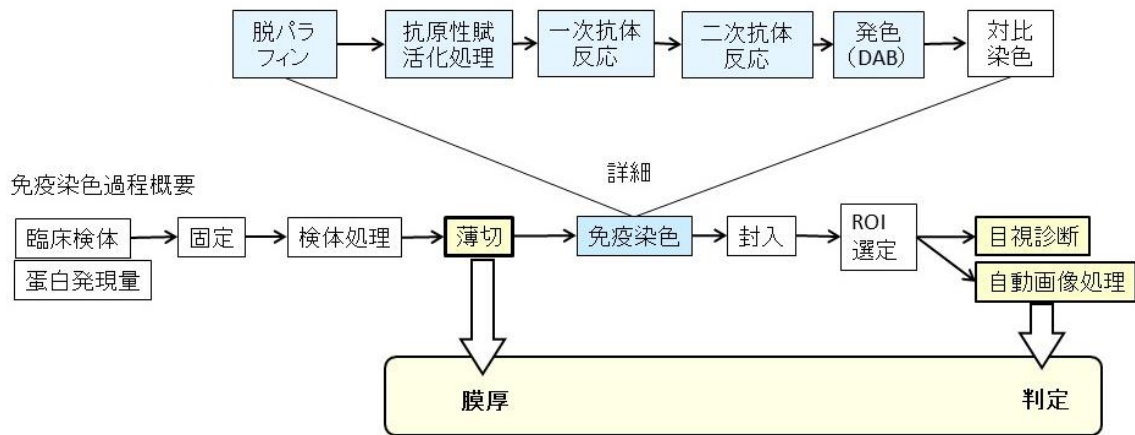 脱パラ
フィン
抗原性賦
活化処理
一次抗体
反応
二次抗体
反応
発色
(DAB)
対比
染色
詳細
免疫染色過程概要
臨床検体
蛋白発現量
固定
検体処理
薄切
免疫染色
封入
ROI
選定
目視診断
自動画像処理
膜厚
判定